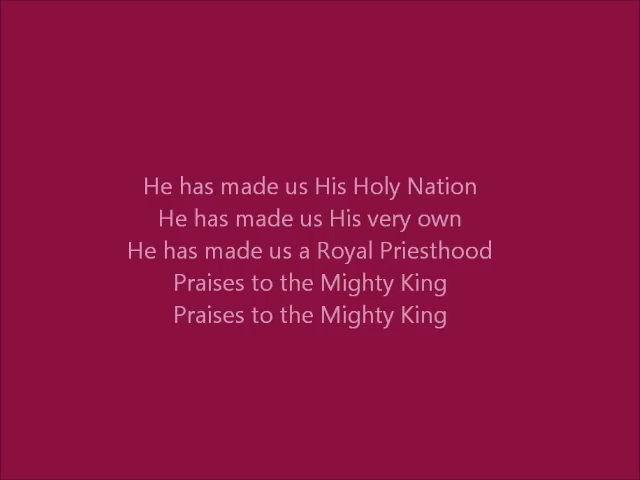 He has made us His Holy Nation
He has made us His very own
He has made us a Royal Priesthood
Praises to the Mighty King
Praises to the Mighty King